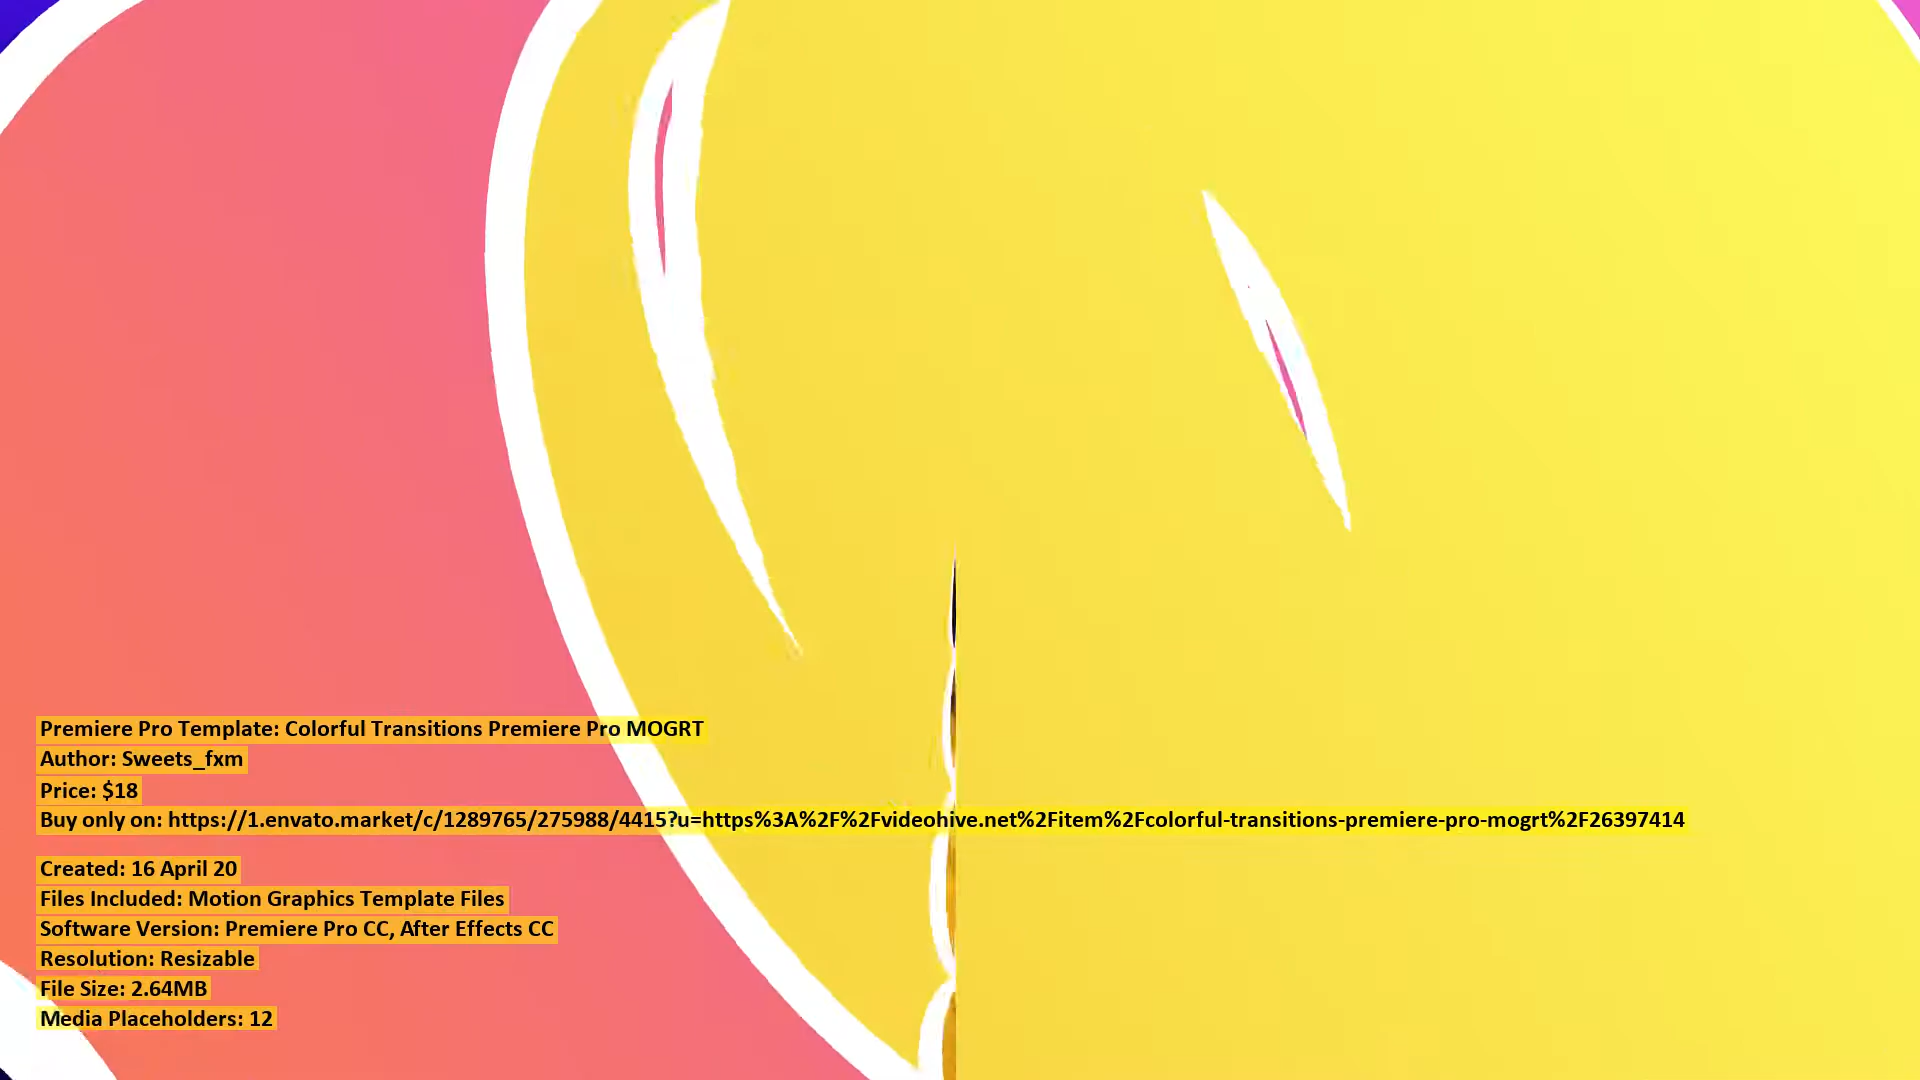 Premiere Pro Template: Colorful Transitions Premiere Pro MOGRT
Author: Sweets_fxm
Price: $18
Buy only on: https://1.envato.market/c/1289765/275988/4415?u=https%3A%2F%2Fvideohive.net%2Fitem%2Fcolorful-transitions-premiere-pro-mogrt%2F26397414
Created: 16 April 20
Files Included: Motion Graphics Template Files
Software Version: Premiere Pro CC, After Effects CC
Resolution: Resizable
File Size: 2.64MB
Media Placeholders: 12